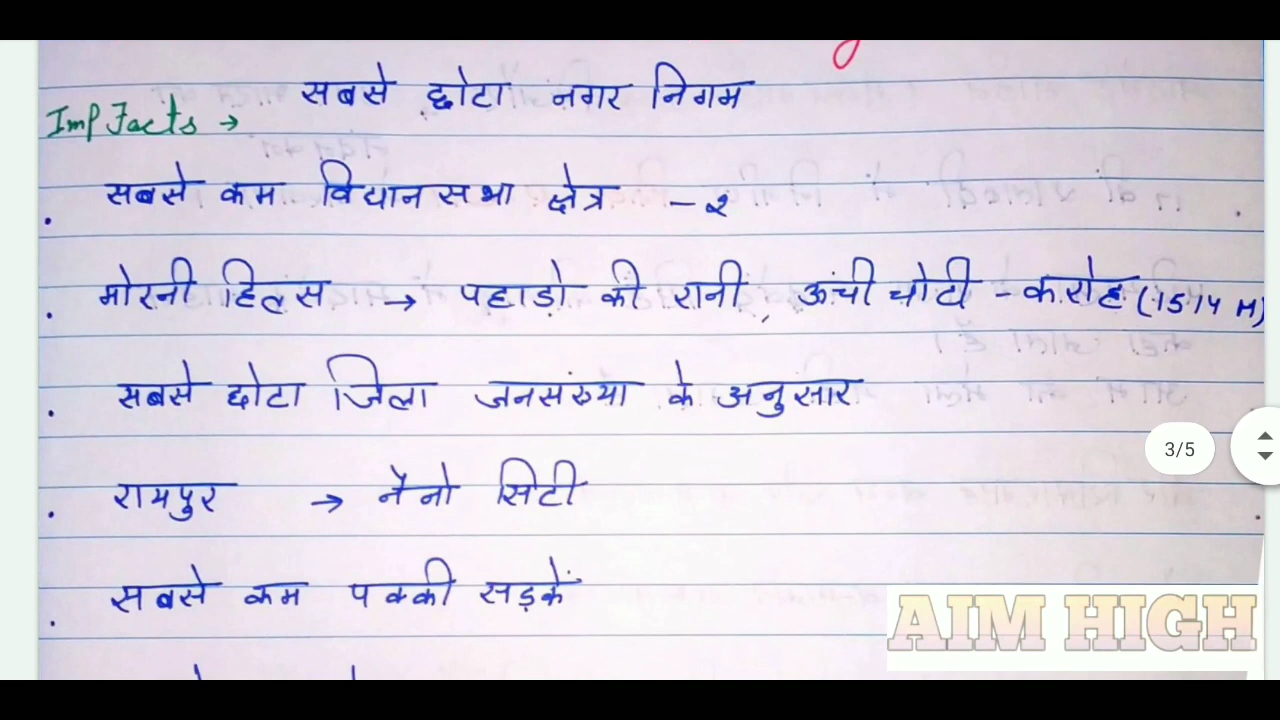 सबसे छोटा नगर निगम
Imp Facts →
सबसे कम विधानसभा क्षेत्र - 2
मोरनी हिल्स → पहाडो की रानी, ऊंची चोटी - करोह (1514 M)
सबसे छोटा जिला जनसंख्या के अनुसार
3/5
रायपुर → नैनो सिटी
सबसे कम पक्की सड़कें
AIM HIGH